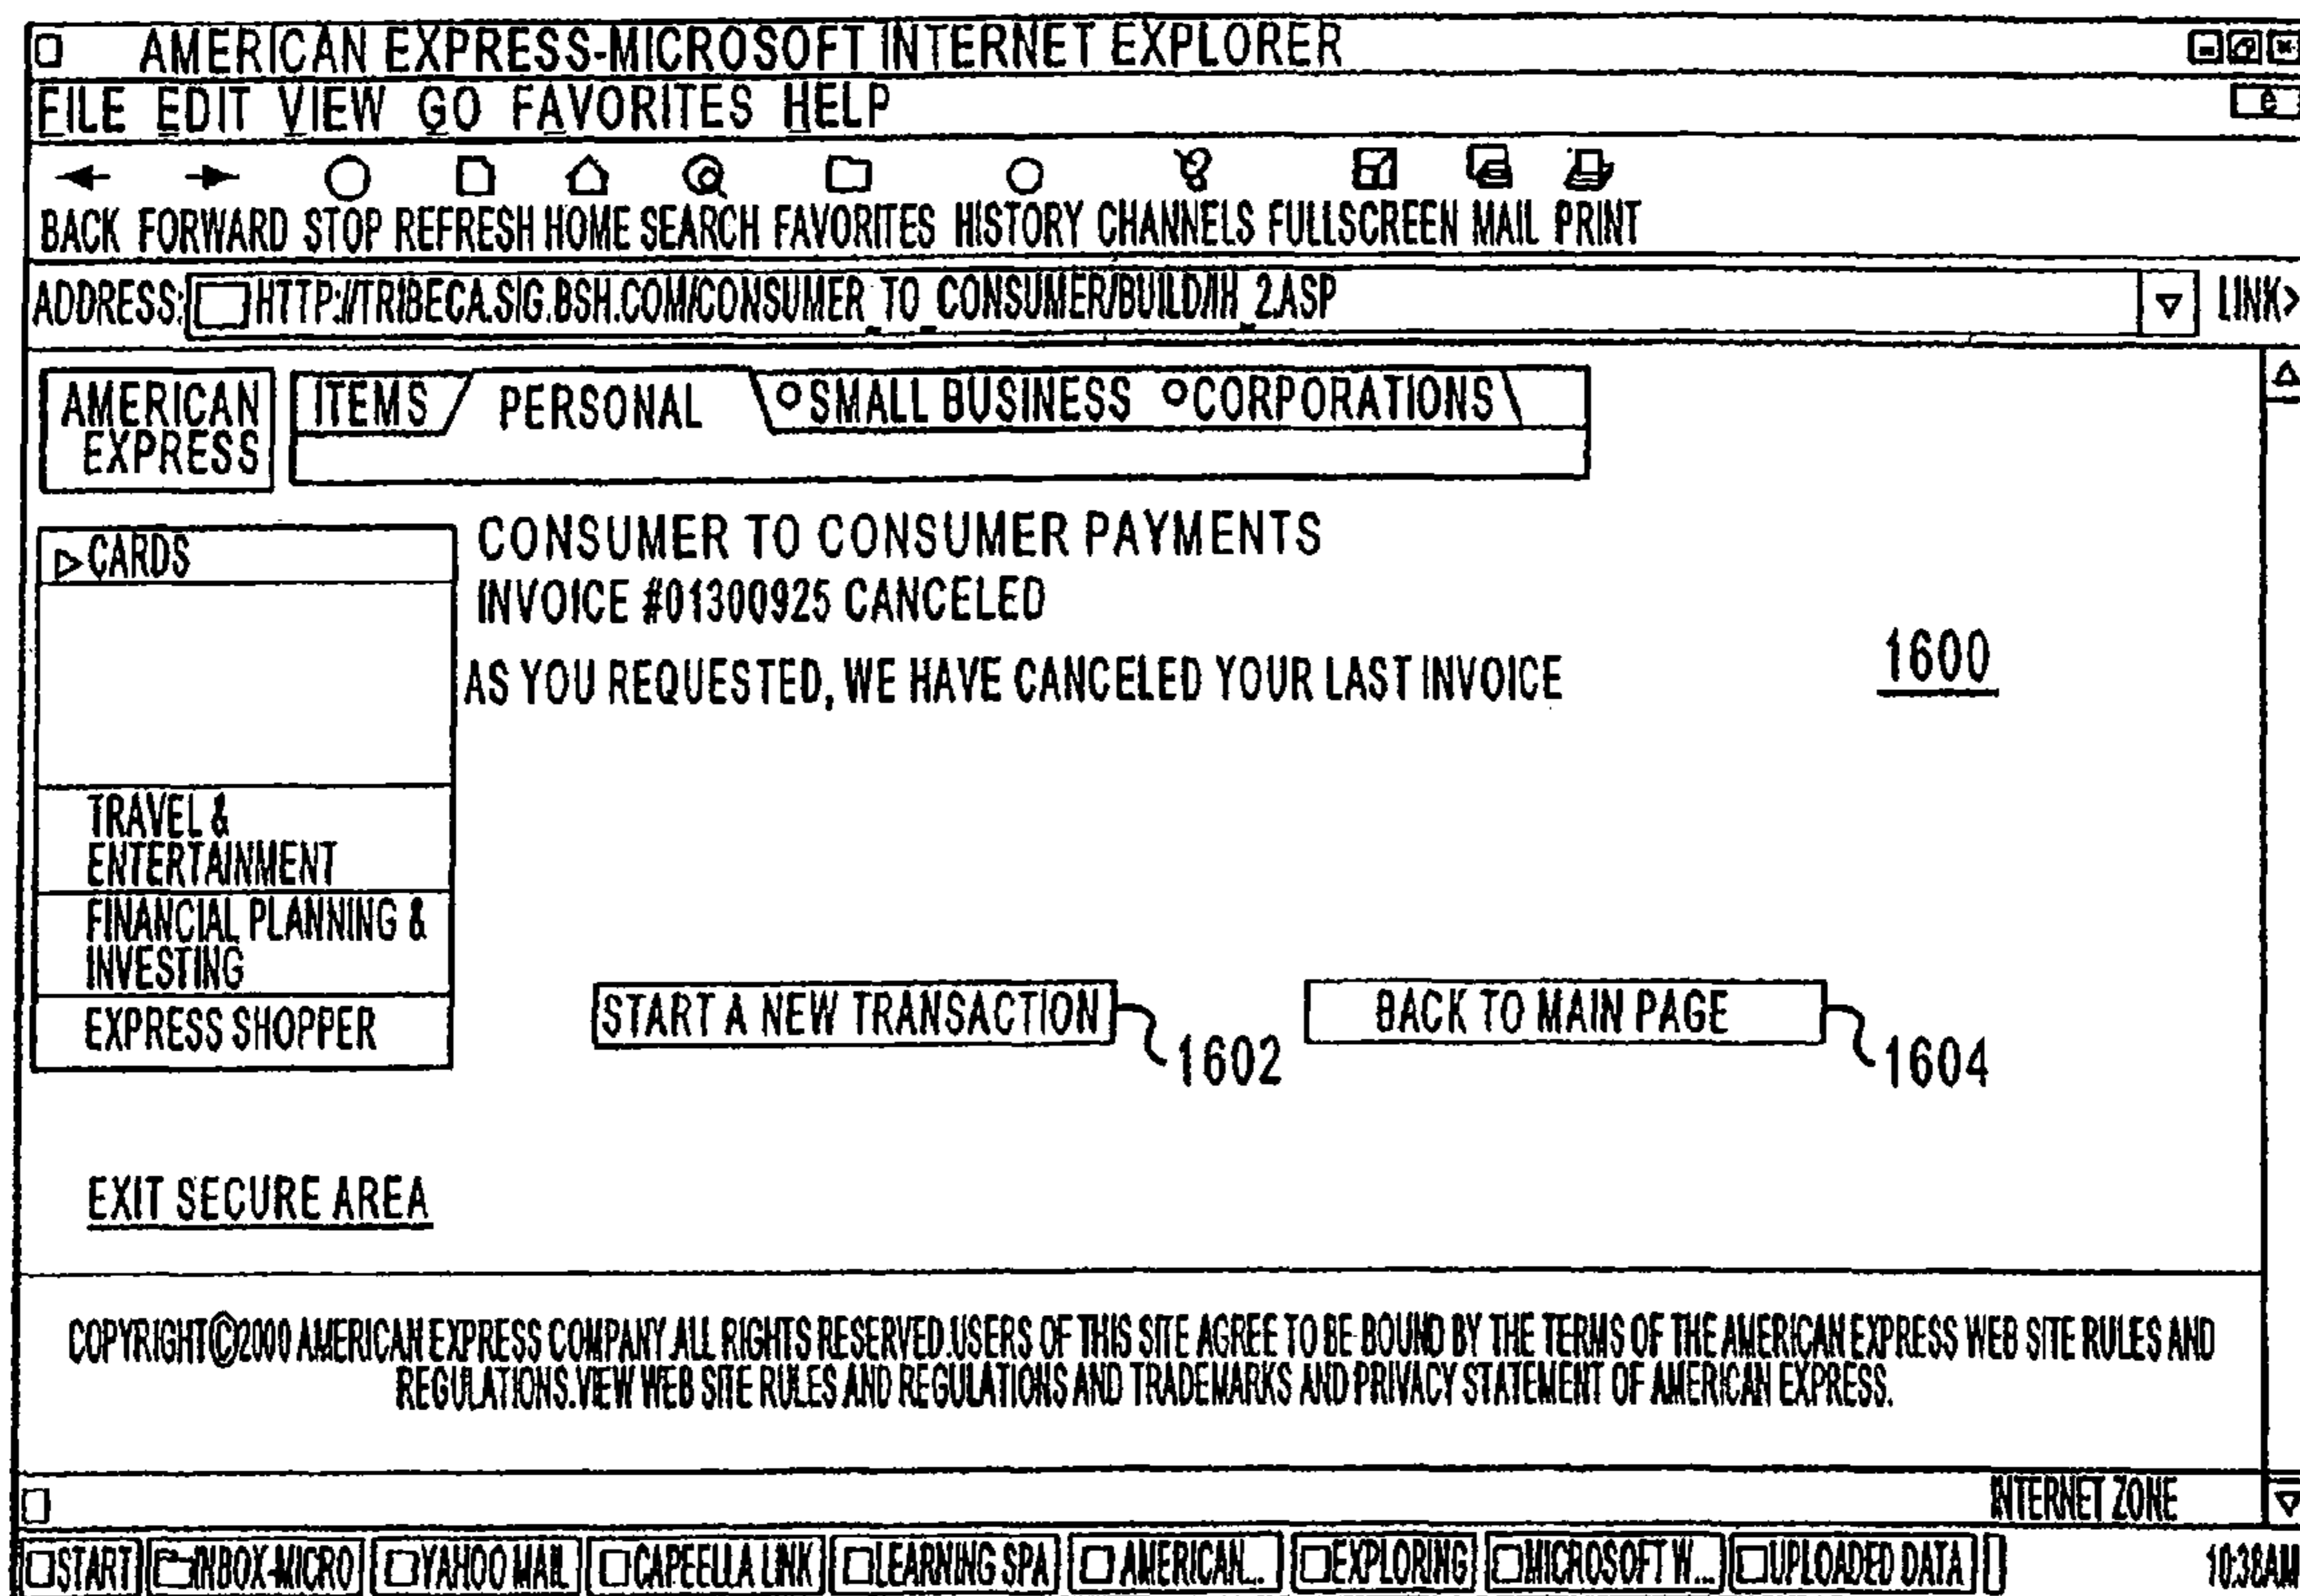 AMERICAN EXPRESS-MICROSOFT INTERNET EXPLORER
FILE EDIT VIEW GO FAVORITES HELP
e
BACK FORWARD STOP REFRESH HOME SEARCH FAVORITES HISTORY CHANNELS FULLSCREEN MAIL PRINT
ADDRESS: HTTP://TRIBECA.SIG.BSH.COM/CONSUMER_TO_CONSUMER/BUILD/IH_2.ASP LINK>
AMERICAN EXPRESS
ITEMS PERSONAL SMALL BUSINESS CORPORATIONS
CONSUMER TO CONSUMER PAYMENTS
INVOICE #01300925 CANCELED
AS YOU REQUESTED, WE HAVE CANCELED YOUR LAST INVOICE
1600
CARDS
TRAVEL &
ENTERTAINMENT
FINANCIAL PLANNING &
INVESTING
EXPRESS SHOPPER
START A NEW TRANSACTION 1602
BACK TO MAIN PAGE 1604
EXIT SECURE AREA
COPYRIGHT©2000 AMERICAN EXPRESS COMPANY.ALL RIGHTS RESERVED.USERS OF THIS SITE AGREE TO BE BOUND BY THE TERMS OF THE AMERICAN EXPRESS WEB SITE RULES AND
REGULATIONS.VIEW WEB SITE RULES AND REGULATIONS AND TRADEMARKS AND PRIVACY STATEMENT OF AMERICAN EXPRESS.
INTERNET ZONE
START INBOX-MICRO YAHOO MAIL CAPEELLA LINK LEARNING SPA AMERICAN... EXPLORING MICROSOFT W... UPLOADED DATA 10:38AM